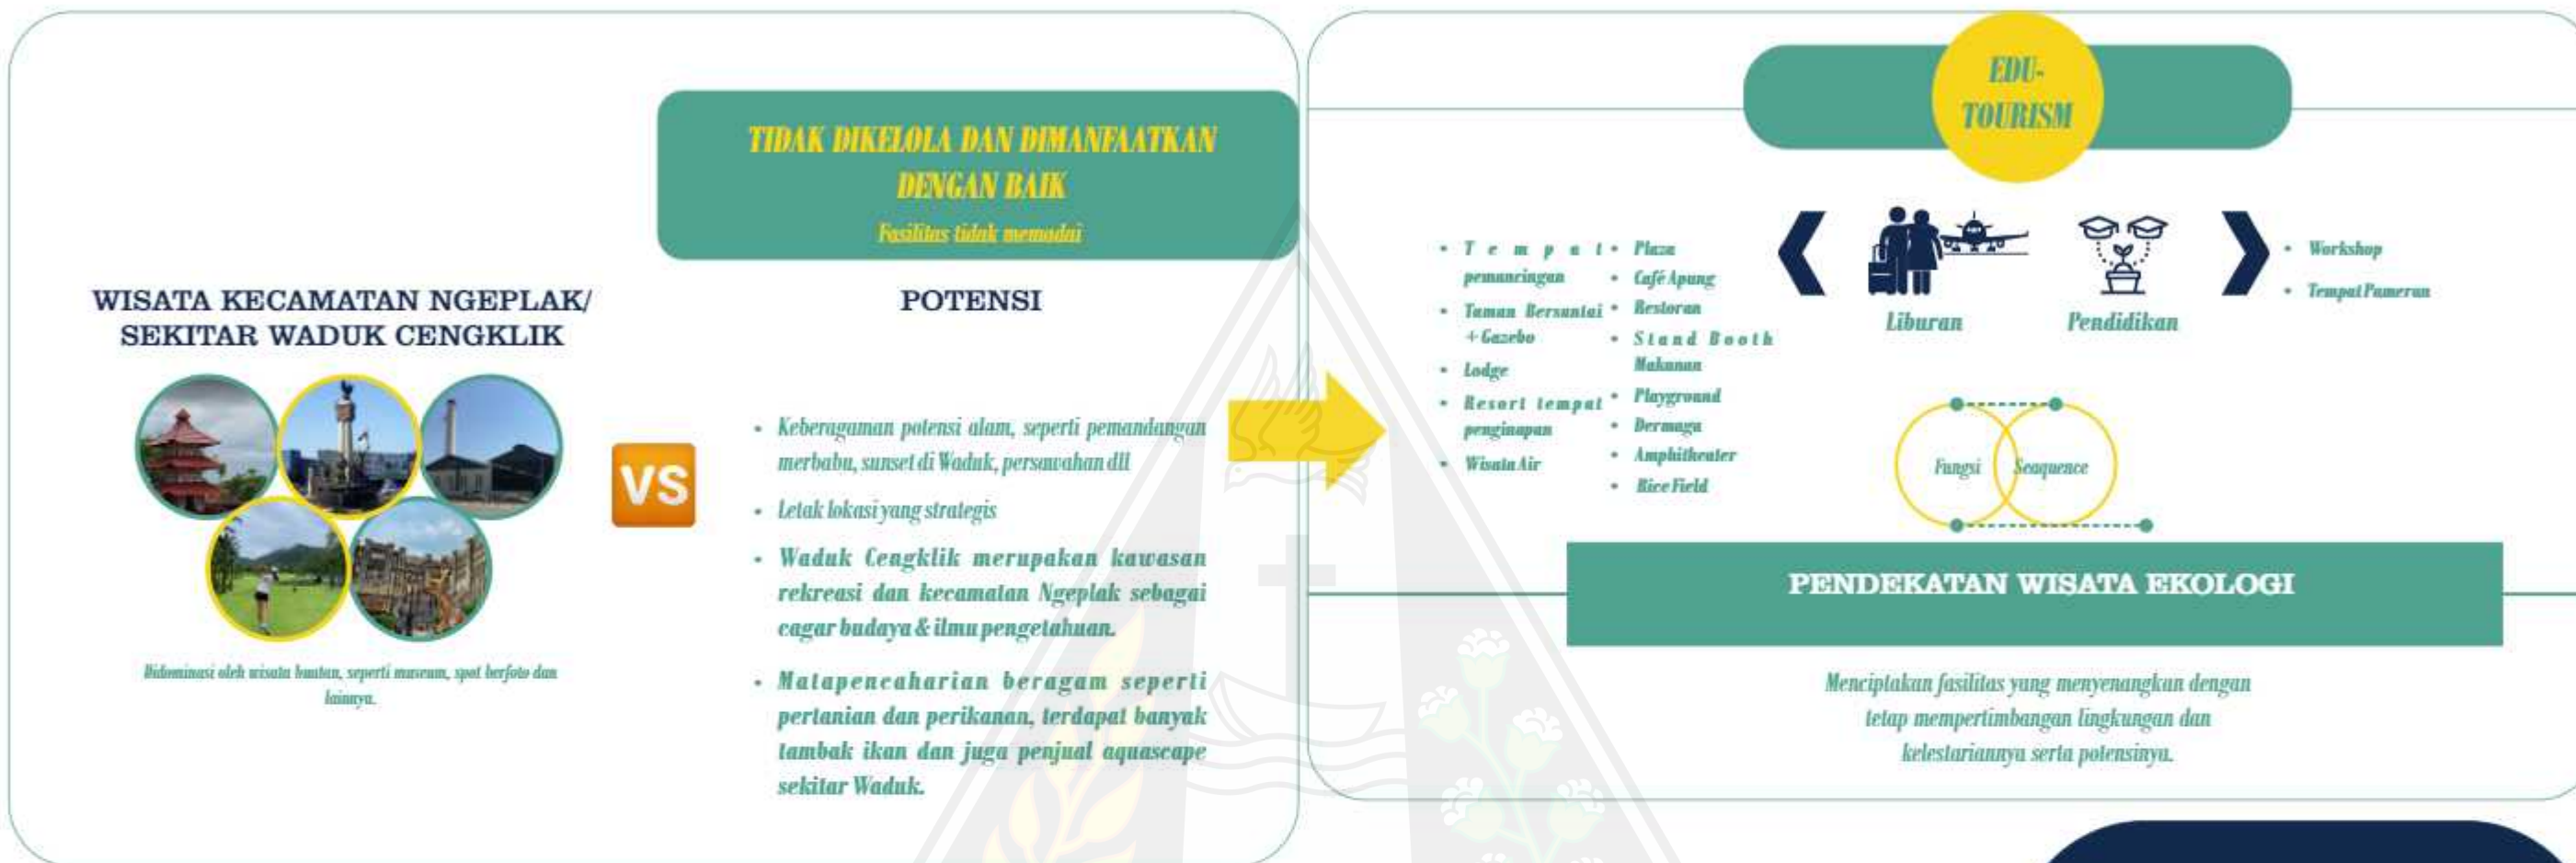 WISATA KECAMATAN NGEPLAK/
SEKITAR WADUK CENGKLIK
Didominasi oleh wisata buatan, seperti museum, spot berfoto dan
lainnya.
VS
TIDAK DIKELOLA DAN DIMANFAATKAN
DENGAN BAIK
Fasilitas tidak memadai
POTENSI
• Keberagaman potensi alam, seperti pemandangan
merbabu, sunset di Waduk, persawahan dll
• Letak lokasi yang strategis
• Waduk Cengklik merupakan kawasan
rekreasi dan kecamatan Ngeplak sebagai
cagar budaya & ilmu pengetahuan.
• Matapencaharian beragam seperti
pertanian dan perikanan, terdapat banyak
tambak ikan dan juga penjual aquascape
sekitar Waduk.
EDU-
TOURISM
• Tempat
pemancingan
• Taman Bersantai
+ Gazebo
• Lodge
• Resort tempat
penginapan
• Wisata Air
• Plaza
• Café Apung
• Restoran
• Stand Booth
Makanan
• Playground
• Dermaga
• Amphitheater
• Rice Field
Liburan
Pendidikan
• Workshop
• Tempat Pameran
Fungsi
Seaquence
PENDEKATAN WISATA EKOLOGI
Menciptakan fasilitas yang menyenangkan dengan
tetap mempertimbangan lingkungan dan
kelestariannya serta potensinya.